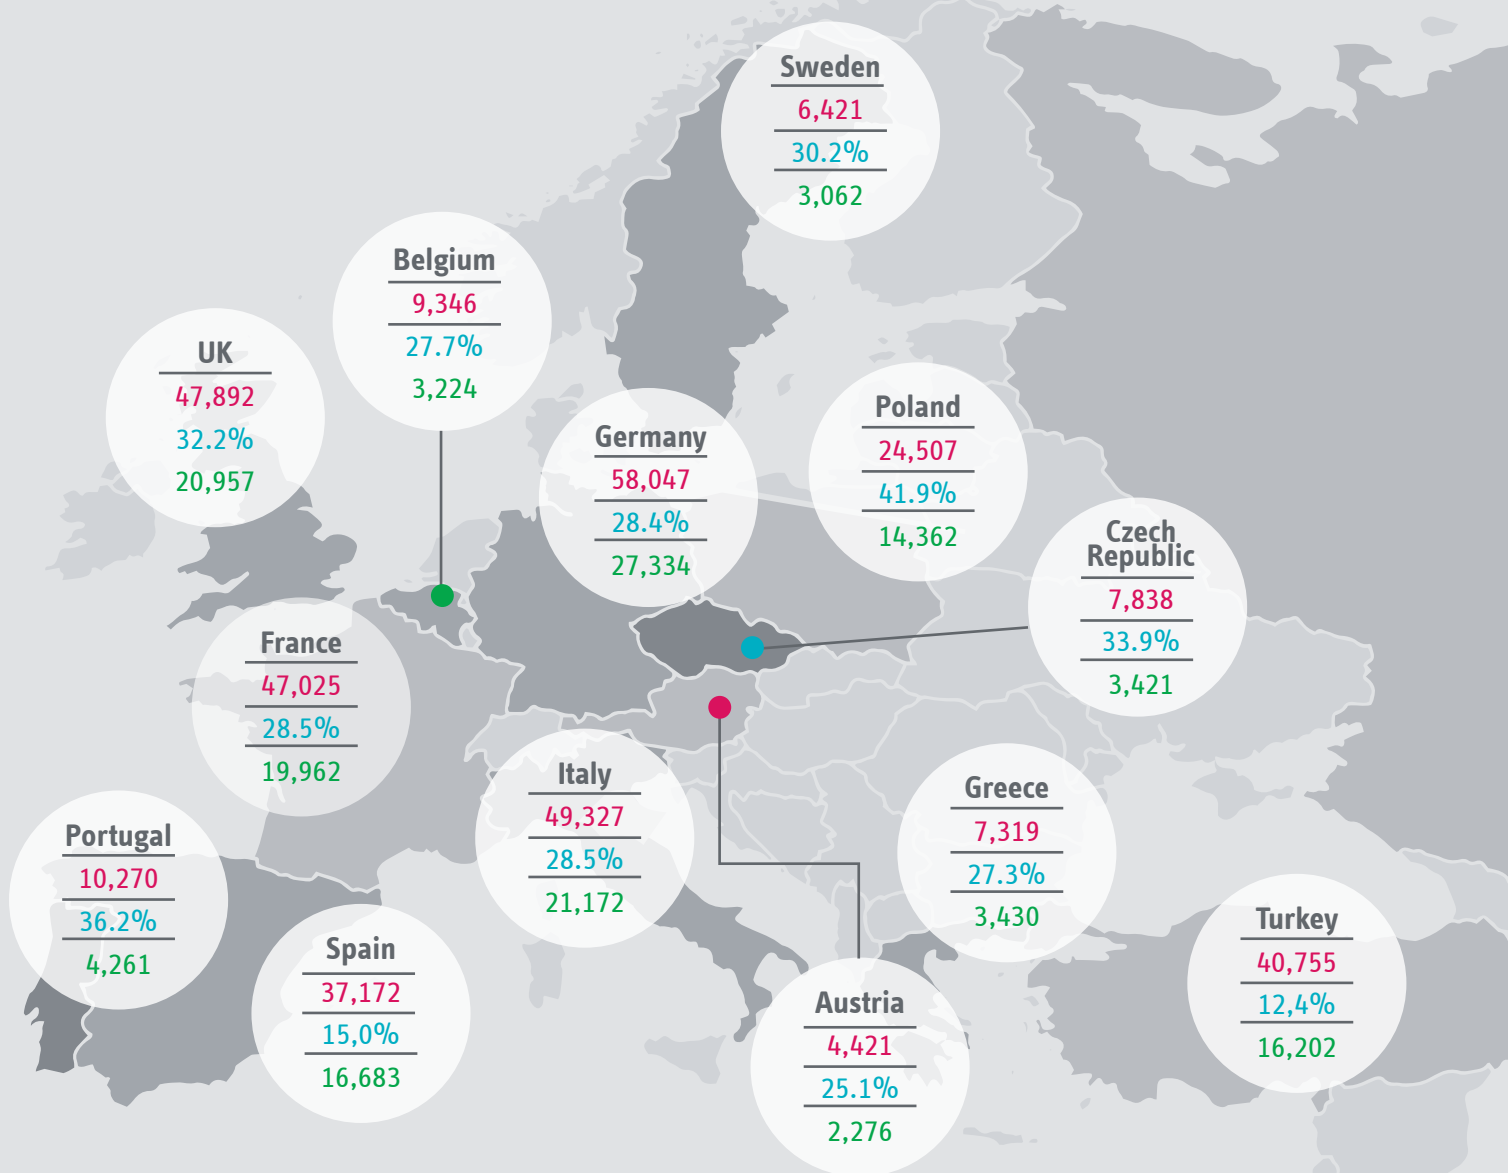 Sweden
6,421
30.2%
3,062
Belgium
9,346
27.7%
3,224
UK
47,892
32.2%
20,957
Germany
58,047
28.4%
27,334
Poland
24,507
41.9%
14,362
Czech
Republic
7,838
33.9%
3,421
France
47,025
28.5%
19,962
Italy
49,327
28.5%
21,172
Greece
7,319
27.3%
3,430
Portugal
10,270
36.2%
4,261
Spain
37,172
15,0%
16,683
Austria
4,421
25.1%
2,276
Turkey
40,755
12,4%
16,202